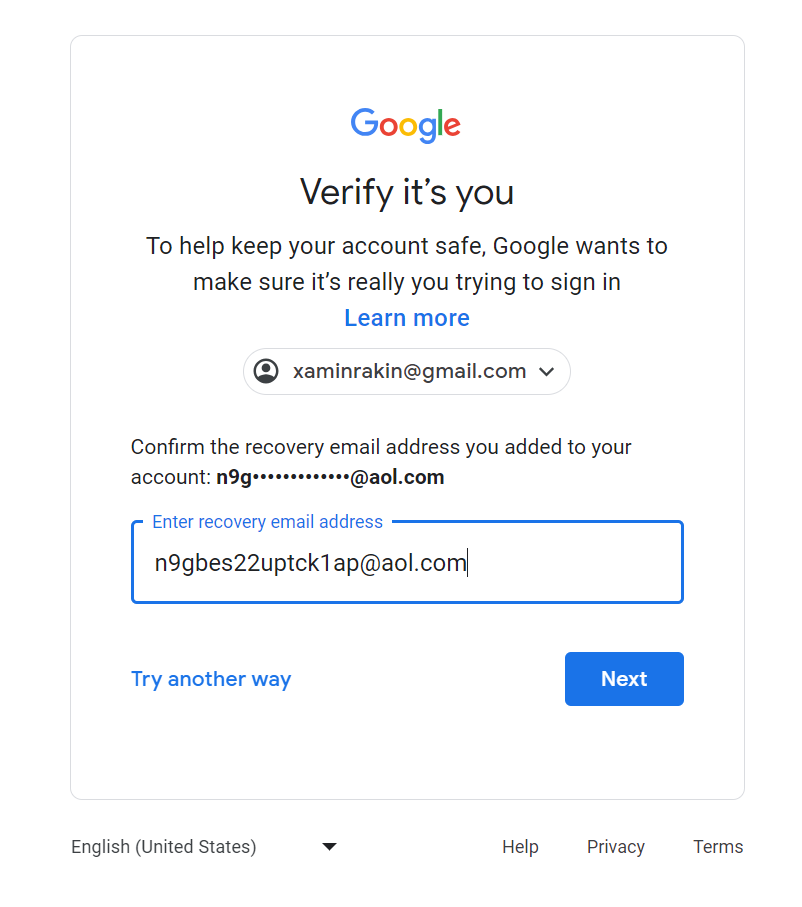 Google
Verify it’s you
To help keep your account safe, Google wants to
make sure it’s really you trying to sign in
Learn more
xaminrakin@gmail.com
Confirm the recovery email address you added to your
account: n9g•••••••••••••@aol.com
Enter recovery email address
n9gbes22uptck1ap@aol.com
Try another way
Next
English (United States)
Help
Privacy
Terms